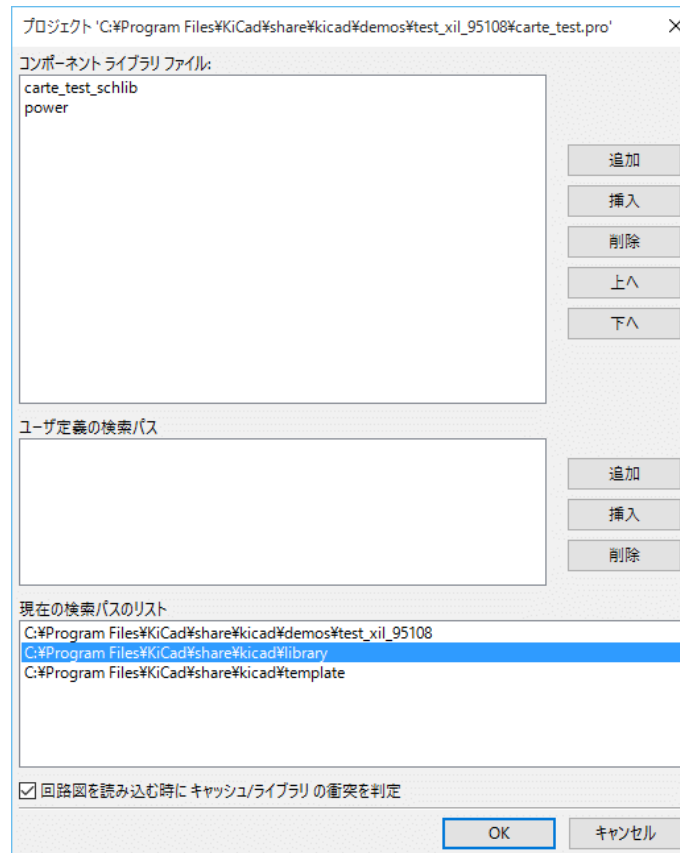 プロジェクト 'C:¥Program Files¥KiCad¥share¥kicad¥demos¥test_xil_95108¥carte_test.pro'
コンポーネント ライブラリ ファイル:
carte_test_schlib
power
追加
挿入
削除
上へ
下へ
ユーザ定義の検索パス
追加
挿入
削除
現在の検索パスのリスト
C:¥Program Files¥KiCad¥share¥kicad¥demos¥test_xil_95108
C:¥Program Files¥KiCad¥share¥kicad¥library
C:¥Program Files¥KiCad¥share¥kicad¥template
回路図を読み込む時に キャッシュ/ライブラリ の衝突を判定
OK
キャンセル